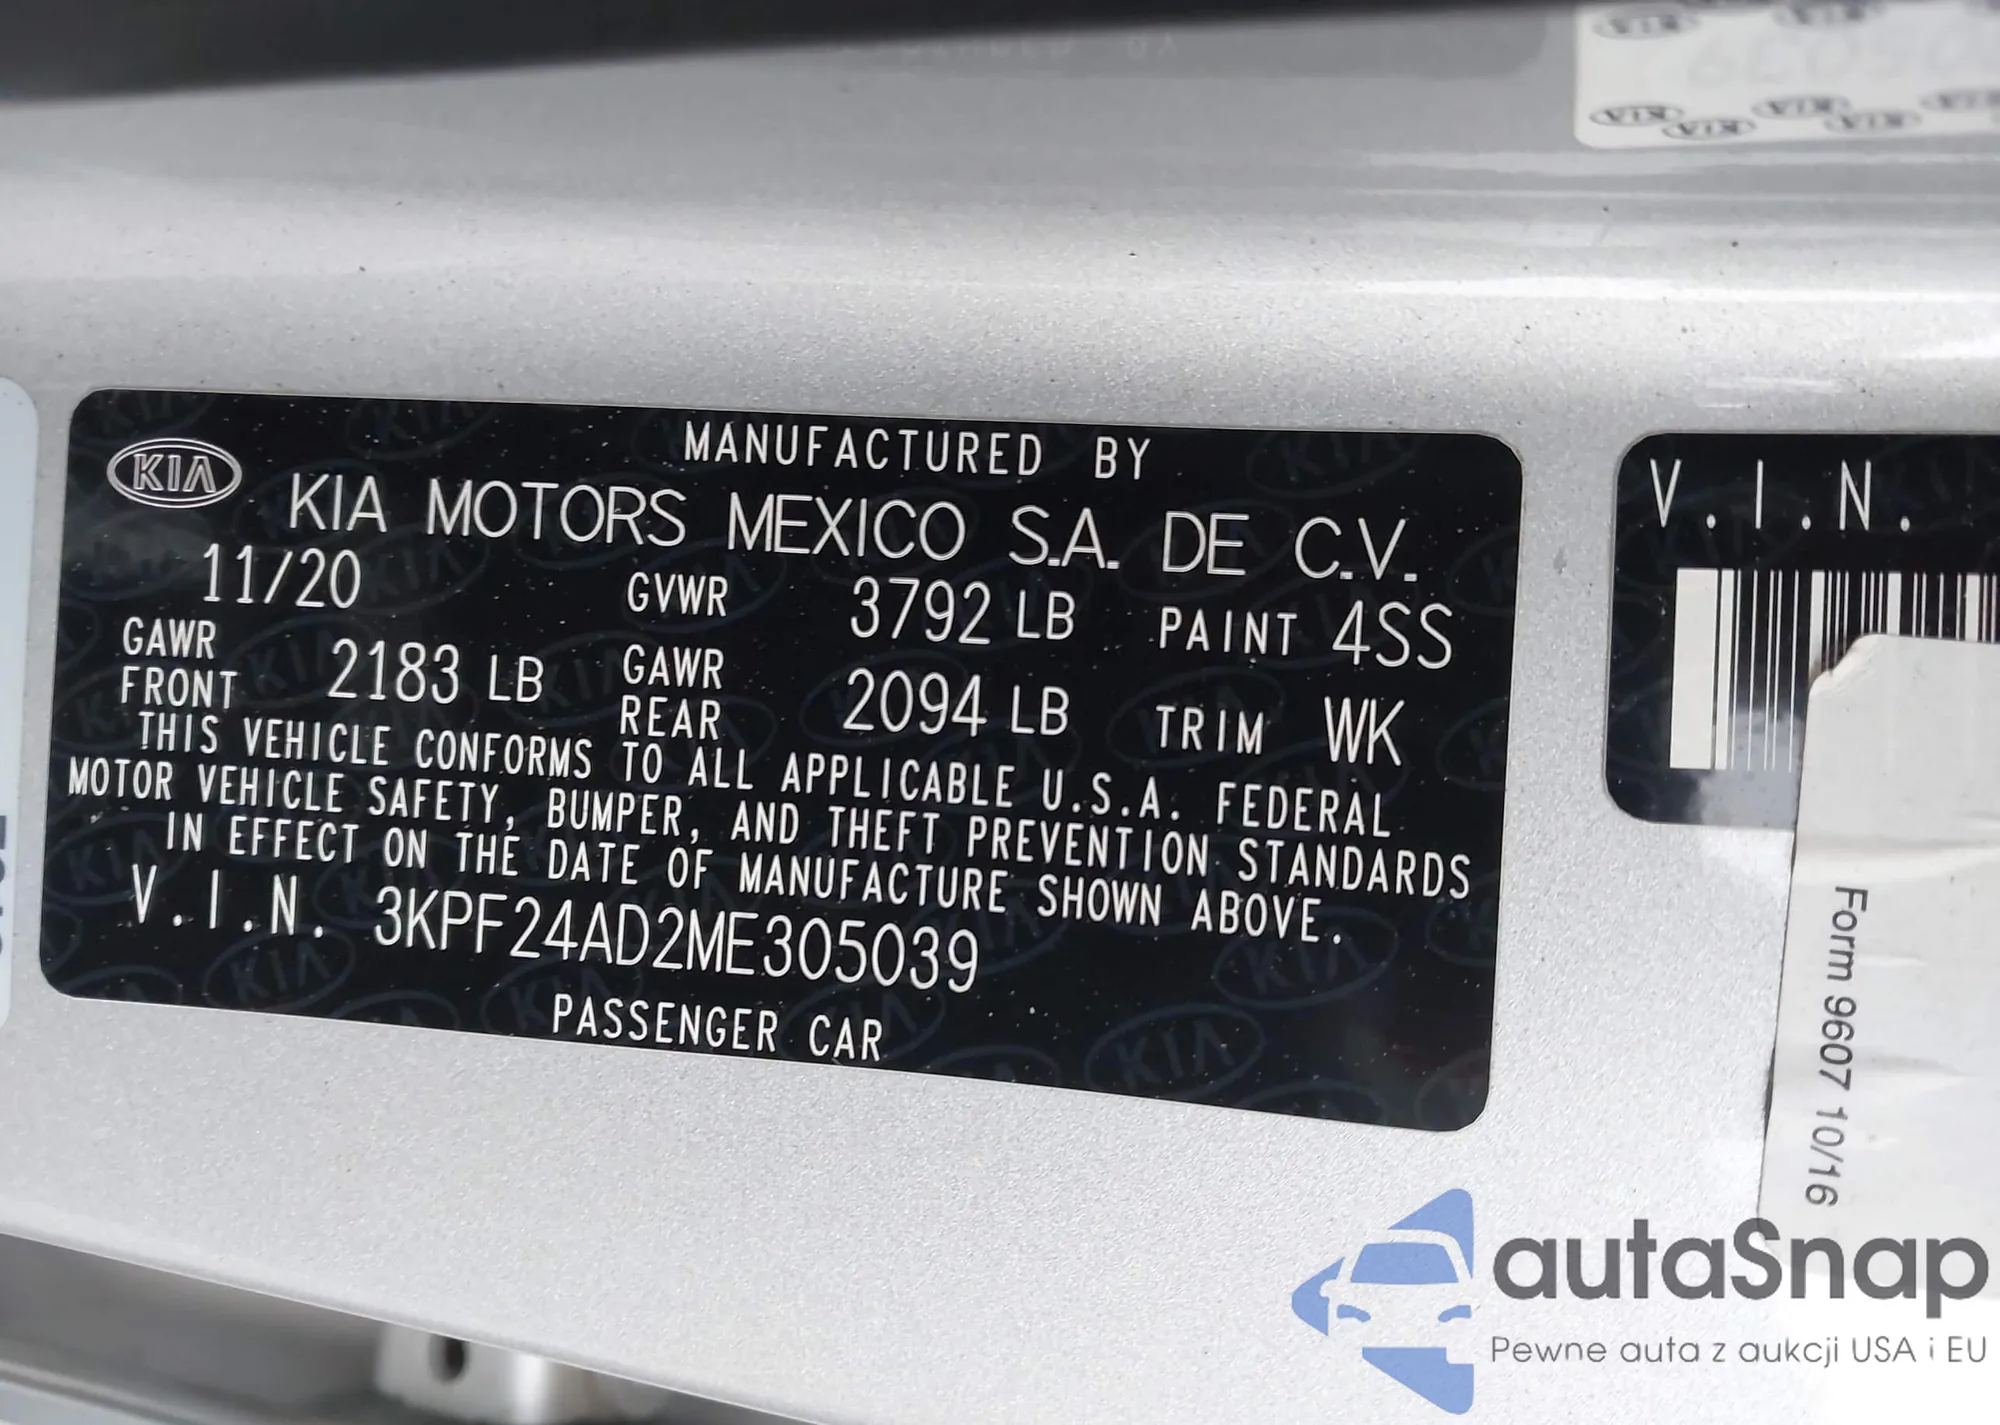 MANUFACTURED BY
KIA
KIA MOTORS MEXICO S.A. DE C.V.
11/20 GVWR 3792 LB PAINT 4SS
GAWR FRONT 2183 LB GAWR REAR 2094 LB TRIM WK
THIS VEHICLE CONFORMS TO ALL APPLICABLE U.S.A. FEDERAL
MOTOR VEHICLE SAFETY, BUMPER, AND THEFT PREVENTION STANDARDS
IN EFFECT ON THE DATE OF MANUFACTURE SHOWN ABOVE.
V.I.N. 3KPF24AD2ME305039
PASSENGER CAR
V.I.N.
Form 9607 10/16
autaSnap
Pewne auta z aukcji USA i EU